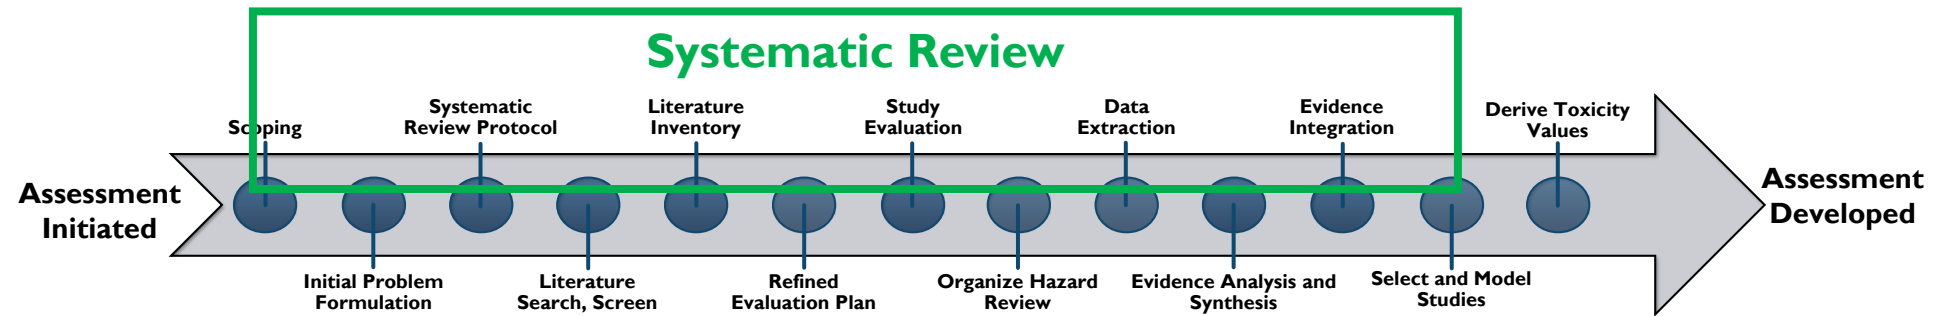 Systematic Review
Scoping
Systematic
Review Protocol
Literature
Inventory
Study
Evaluation
Data
Extraction
Evidence
Integration
Derive Toxicity
Values
Assessment
Initiated
Assessment
Developed
Initial Problem
Formulation
Literature
Search, Screen
Refined
Evaluation Plan
Organize Hazard
Review
Evidence Analysis and
Synthesis
Select and Model
Studies